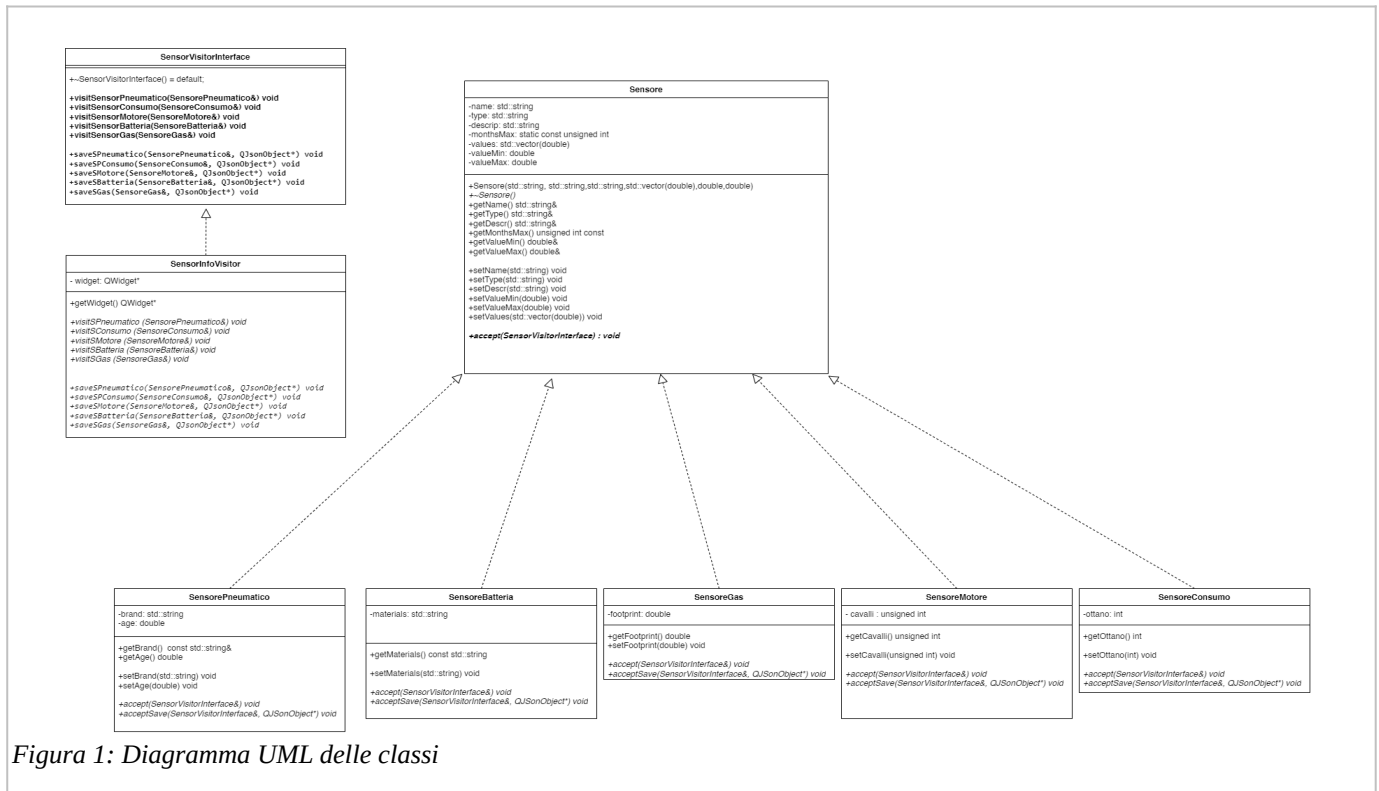 SensorVisitorInterface
+~SensorVisitorInterface() = default;
+visitSensorPneumatico(SensorePneumatico&) void
+visitSensorConsumo(SensoreConsumo&) void
+visitSensorMotore(SensoreMotore&) void
+visitSensorBatteria(SensoreBatteria&) void
+visitSensorGas(SensoreGas&) void
+saveSPneumatico(SensorePneumatico&, QJsonObject*) void
+saveSPConsumo(SensoreConsumo&, QJsonObject*) void
+saveSMotore(SensoreMotore&, QJsonObject*) void
+saveSBatteria(SensoreBatteria&, QJsonObject*) void
+saveSGas(SensoreGas&, QJsonObject*) void
SensorInfoVisitor
- widget: QWidget*
+getWidget() QWidget*
+visitSPneumatico (SensorePneumatico&) void
+visitSConsumo (SensoreConsumo&) void
+visitSMotore (SensoreMotore&) void
+visitSBatteria (SensoreBatteria&) void
+visitSGas (SensoreGas&) void
+saveSPneumatico(SensorePneumatico&, QJsonObject*) void
+saveSPConsumo(SensoreConsumo&, QJsonObject*) void
+saveSMotore(SensoreMotore&, QJsonObject*) void
+saveSBatteria(SensoreBatteria&, QJsonObject*) void
+saveSGas(SensoreGas&, QJsonObject*) void
Sensore
-name: std::string
-type: std::string
-descrip: std::string
-monthsMax: static const unsigned int
-values: std::vector(double)
-valueMin: double
-valueMax: double
+Sensore(std::string, std::string,std::string,std::vector(double),double,double)
+~Sensore()
+getName() std::string&
+getType() std::string&
+getDescr() std::string&
+getMonthsMax() unsigned int const
+getValueMin() double&
+getValueMax() double&
+setName(std::string) void
+setType(std::string) void
+setDescr(std::string) void
+setValueMin(double) void
+setValueMax(double) void
+setValues(std::vector(double)) void
+accept(SensorVisitorInterface) : void
SensorePneumatico
-brand: std::string
-age: double
+getBrand() const std::string&
+getAge() double
+setBrand(std::string) void
+setAge(double) void
+accept(SensorVisitorInterface&) void
+acceptSave(SensorVisitorInterface&, QJSonObject*) void
SensoreBatteria
-materials: std::string
+getMaterials() const std::string
+setMaterials(std::string) void
+accept(SensorVisitorInterface&) void
+acceptSave(SensorVisitorInterface&, QJSonObject*) void
SensoreGas
-footprint: double
+getFootprint() double
+setFootprint(double) void
+accept(SensorVisitorInterface&) void
+acceptSave(SensorVisitorInterface&, QJSonObject*) void
SensoreMotore
- cavalli : unsigned int
+getCavalli() unsigned int
+setCavalli(unsigned int) void
+accept(SensorVisitorInterface&) void
+acceptSave(SensorVisitorInterface&, QJSonObject*) void
SensoreConsumo
-ottano: int
+getOttano() int
+setOttano(int) void
+accept(SensorVisitorInterface&) void
+acceptSave(SensorVisitorInterface&, QJSonObject*) void
Figura 1: Diagramma UML delle classi